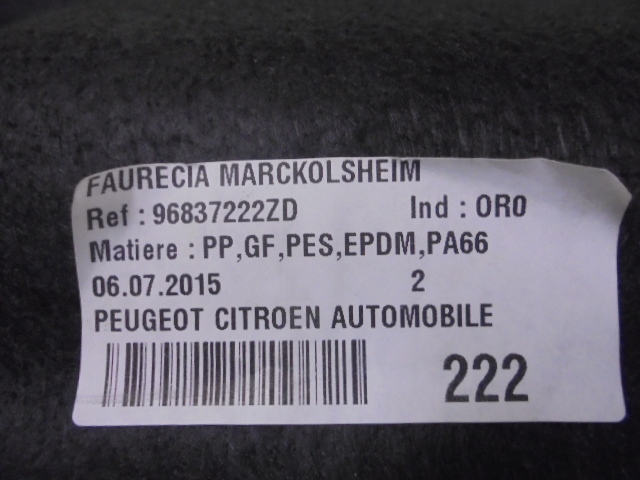 FAURECIA MARCKOLSHEIM
Ref : 96837222ZD Ind : OR0
Matiere : PP,GF,PES,EPDM,PA66
06.07.2015 2
PEUGEOT CITROEN AUTOMOBILE
222